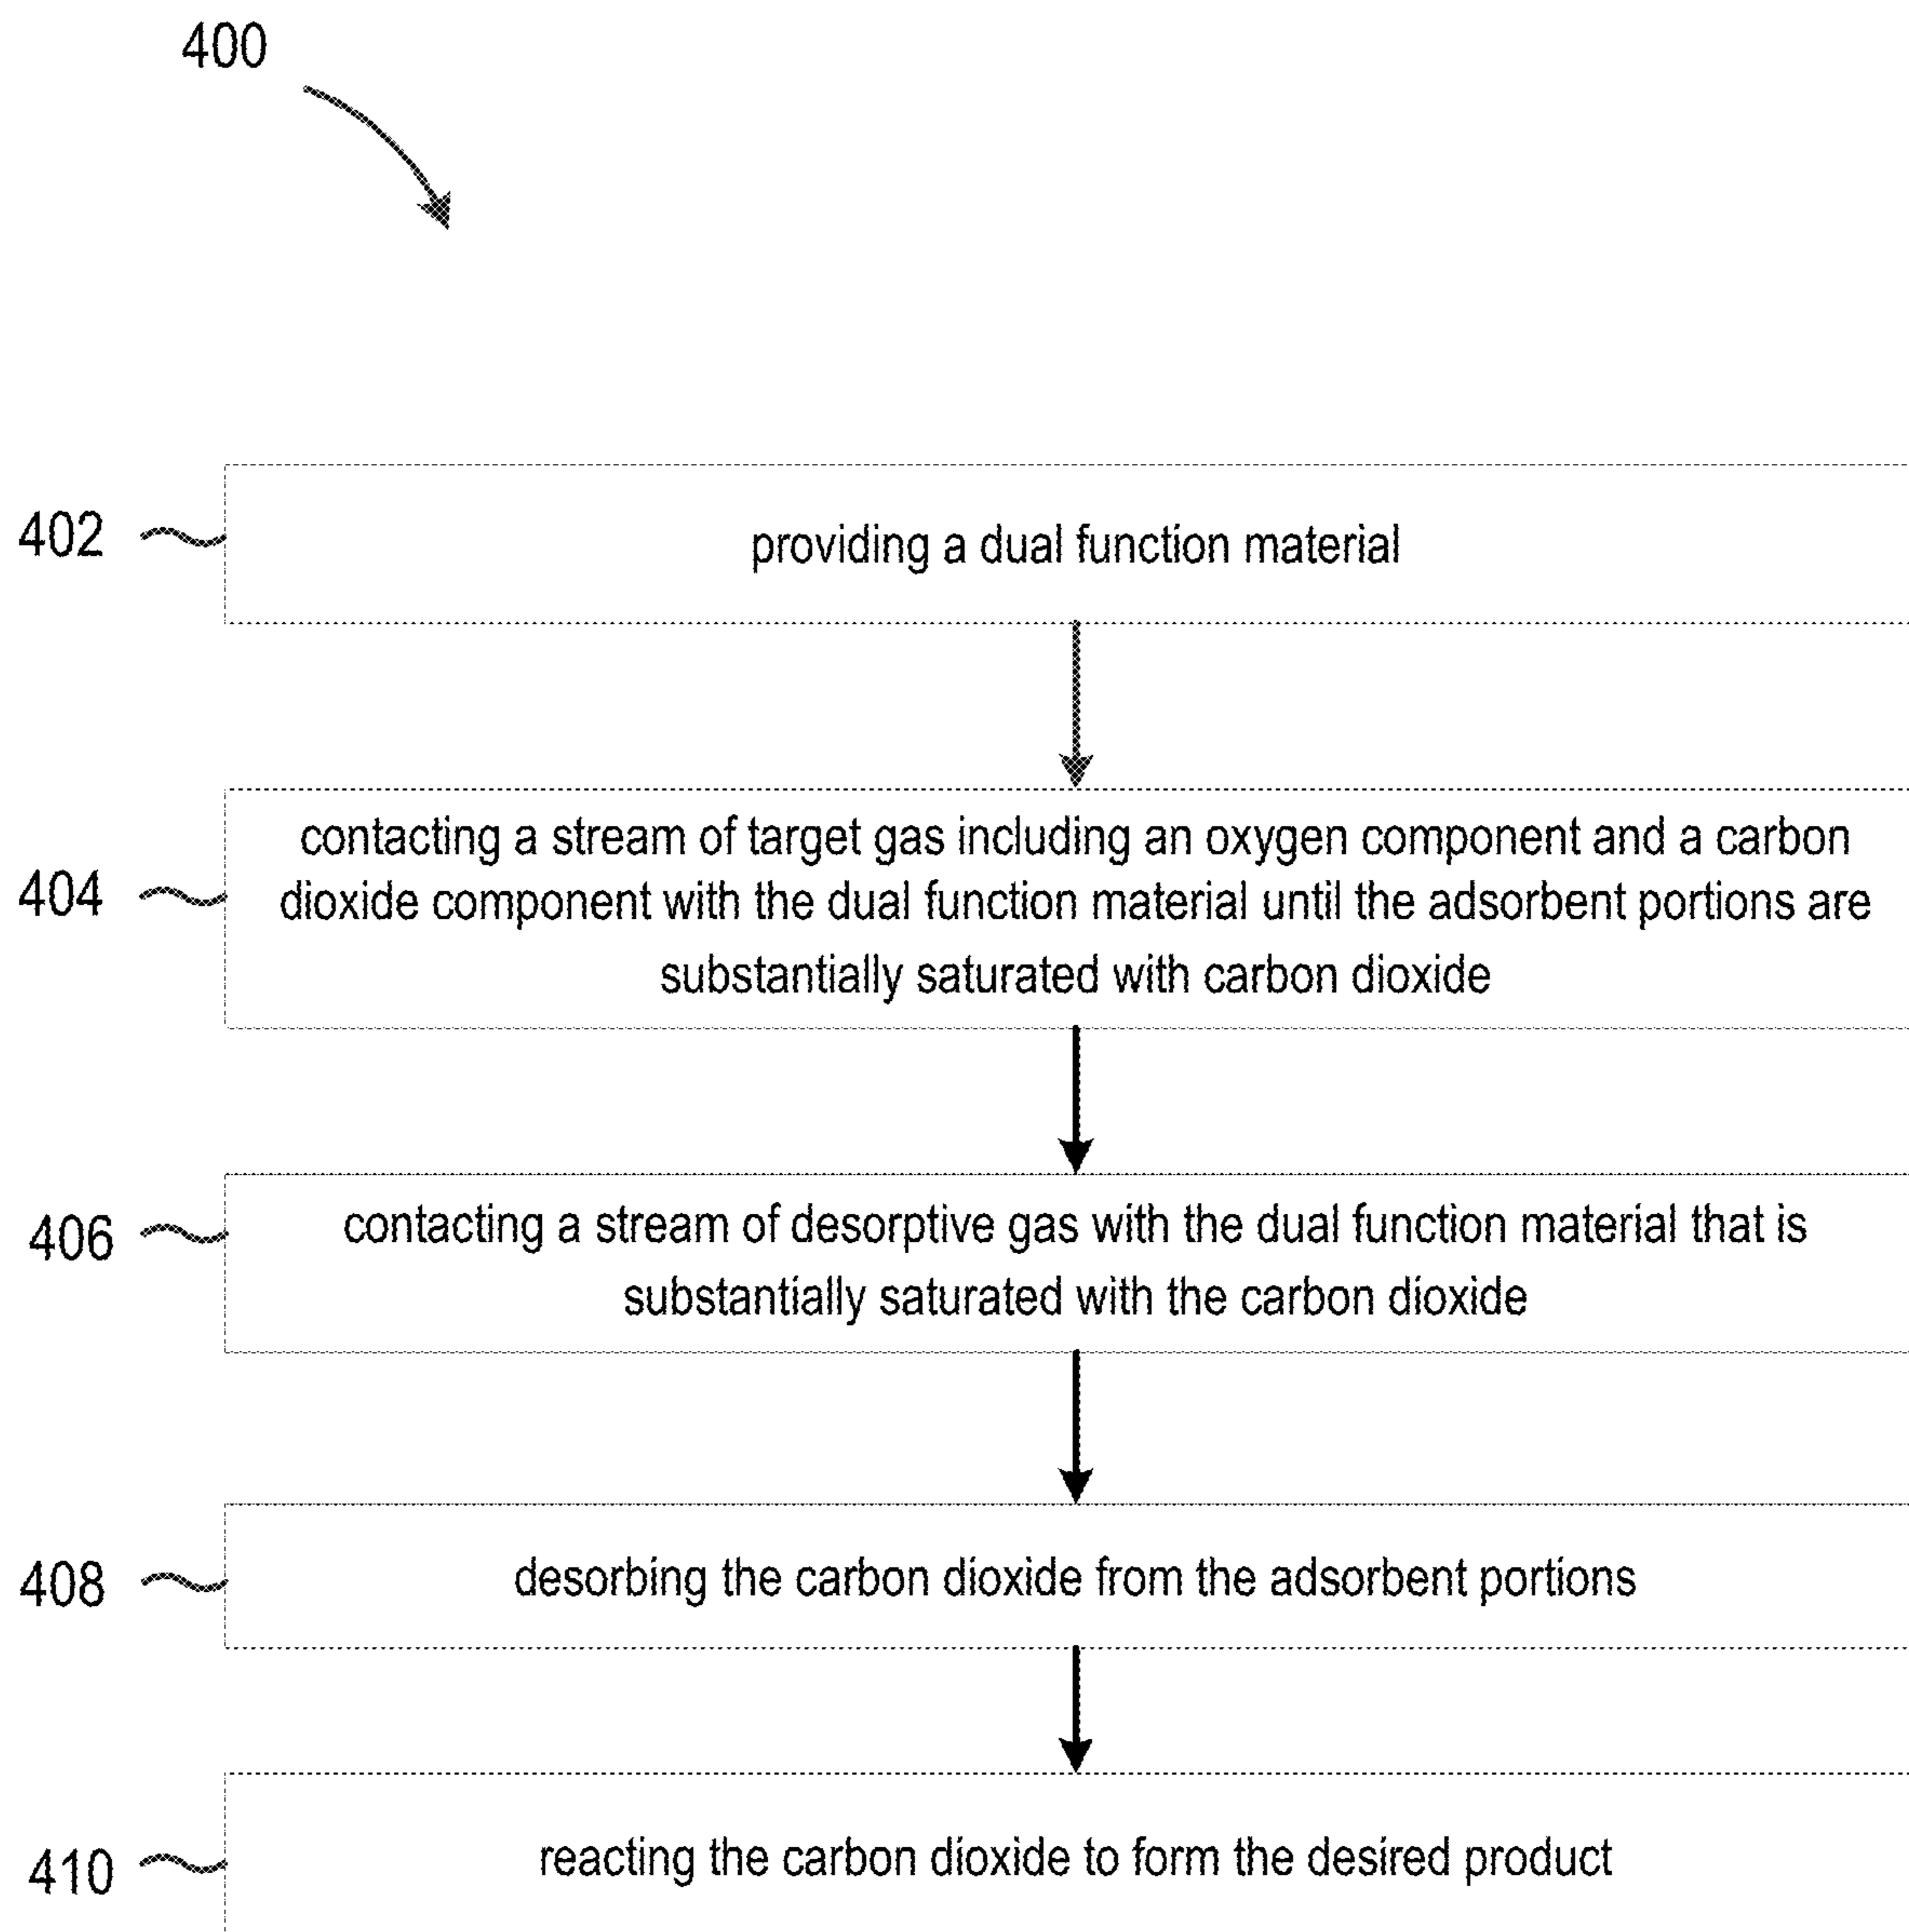 400
402
providing a dual function material
404
contacting a stream of target gas including an oxygen component and a carbon
dioxide component with the dual function material until the adsorbent portions are
substantially saturated with carbon dioxide
406
contacting a stream of desorptive gas with the dual function material that is
substantially saturated with the carbon dioxide
408
desorbing the carbon dioxide from the adsorbent portions
410
reacting the carbon dioxide to form the desired product